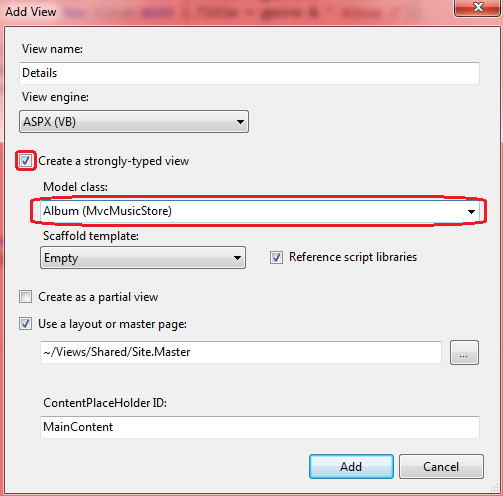 Add View
View name:
Details
View engine:
ASPX (VB)
Create a strongly-typed view
Model class:
Album (MvcMusicStore)
Scaffold template:
Empty
Reference script libraries
Create as a partial view
Use a layout or master page:
~/Views/Shared/Site.Master
...
ContentPlaceHolder ID:
MainContent
Add
Cancel